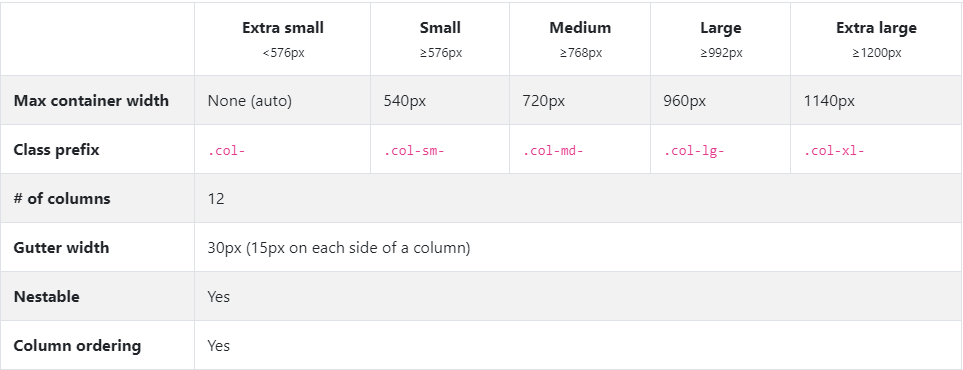 Extra small Small Medium Large Extra large
<576px ≥576px ≥768px ≥992px ≥1200px
Max container width None (auto) 540px 720px 960px 1140px
Class prefix .col- .col-sm- .col-md- .col-lg- .col-xl-
# of columns 12
Gutter width 30px (15px on each side of a column)
Nestable Yes
Column ordering Yes